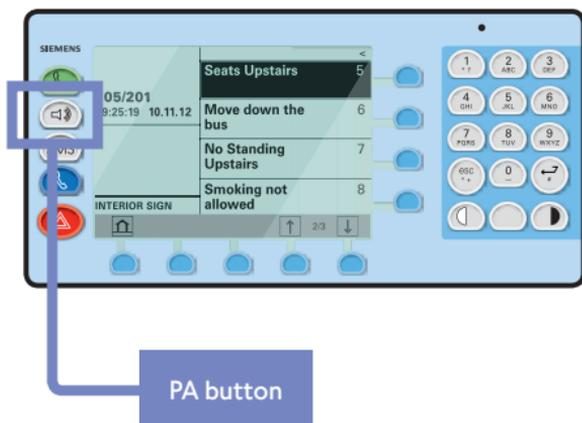 SIEMENS
<
05/201
9:25:19 10.11.12
Seats Upstairs 5
Move down the 6
bus
No Standing 7
Upstairs
Smoking not 8
allowed
INTERIOR SIGN
2/3
1 2 3
ABC DEF
4 5 6
GHI JKL MNO
7 8 9
PQRS TUV WXYZ
esc 0
PA button